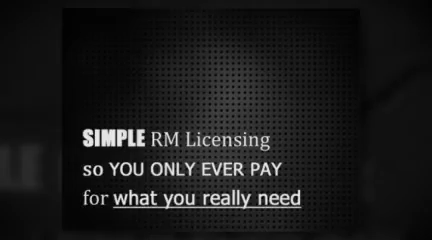 SIMPLE RM Licensing
so YOU ONLY EVER PAY
for what you really need